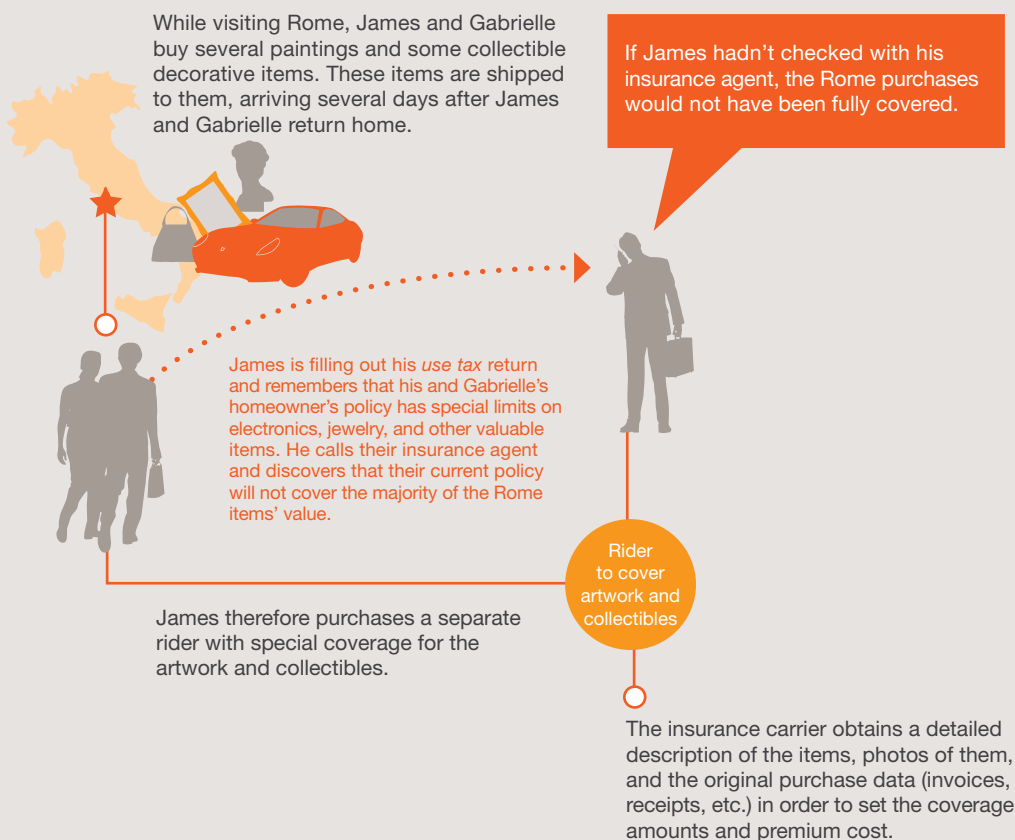 While visiting Rome, James and Gabrielle
buy several paintings and some collectible
decorative items. These items are shipped
to them, arriving several days after James
and Gabrielle return home.
If James hadn’t checked with his
insurance agent, the Rome purchases
would not have been fully covered.
James is filling out his use tax return
and remembers that his and Gabrielle’s
homeowner’s policy has special limits on
electronics, jewelry, and other valuable
items. He calls their insurance agent
and discovers that their current policy
will not cover the majority of the Rome
items’ value.
Rider
to cover
artwork and
collectibles
James therefore purchases a separate
rider with special coverage for the
artwork and collectibles.
The insurance carrier obtains a detailed
description of the items, photos of them,
and the original purchase data (invoices,
receipts, etc.) in order to set the coverage
amounts and premium cost.